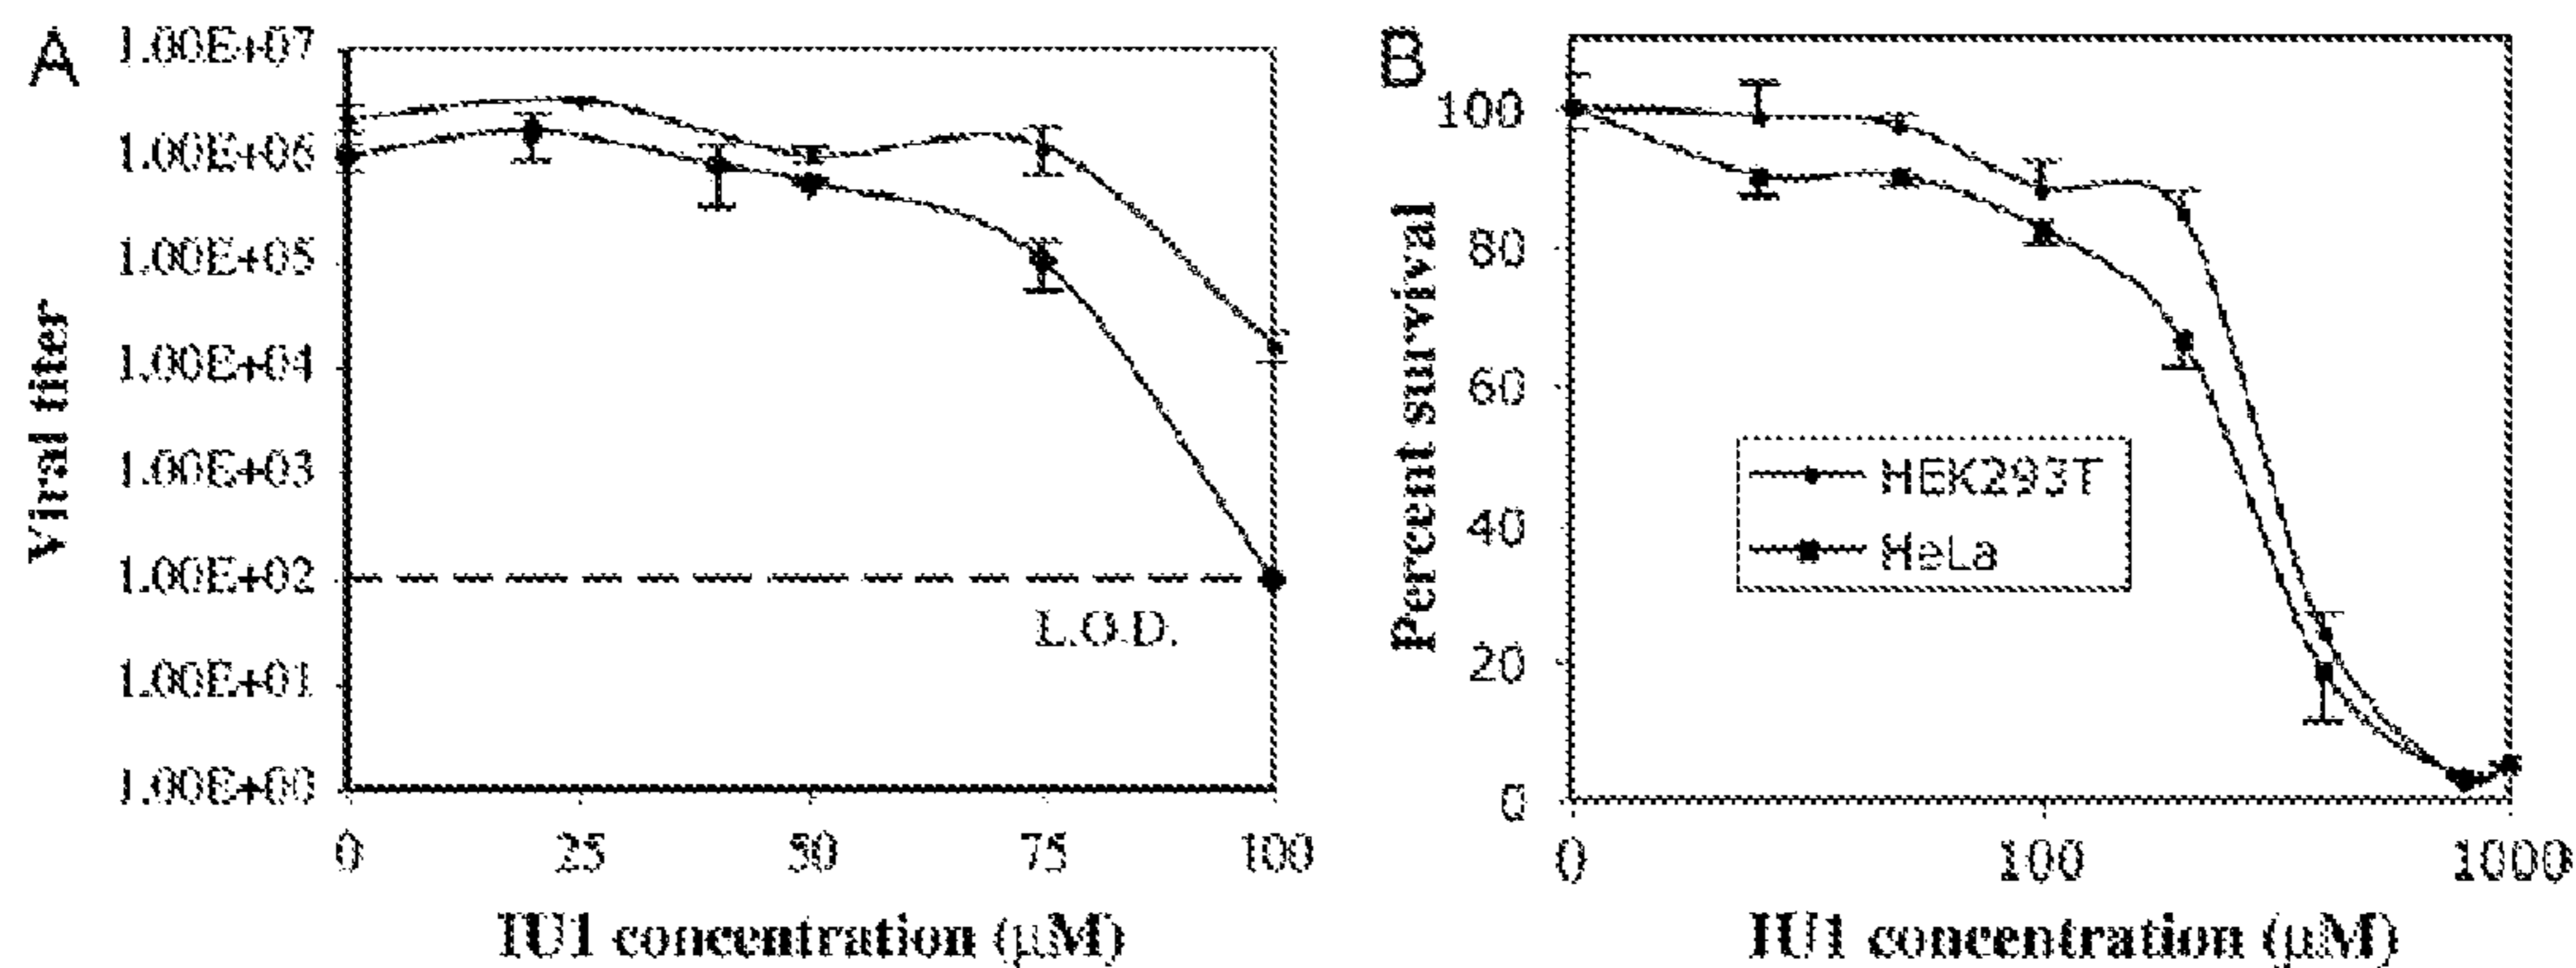 A
1.00E+07
1.00E+06
1.00E+05
1.00E+04
1.00E+03
1.00E+02
1.00E+01
1.00E+00
Viral titer
L.O.D.
0 25 50 75 100
IU1 concentration (µM)
B
100
80
60
40
20
0
Percent survival
HEK293T
HeLa
0 100 1000
IU1 concentration (µM)